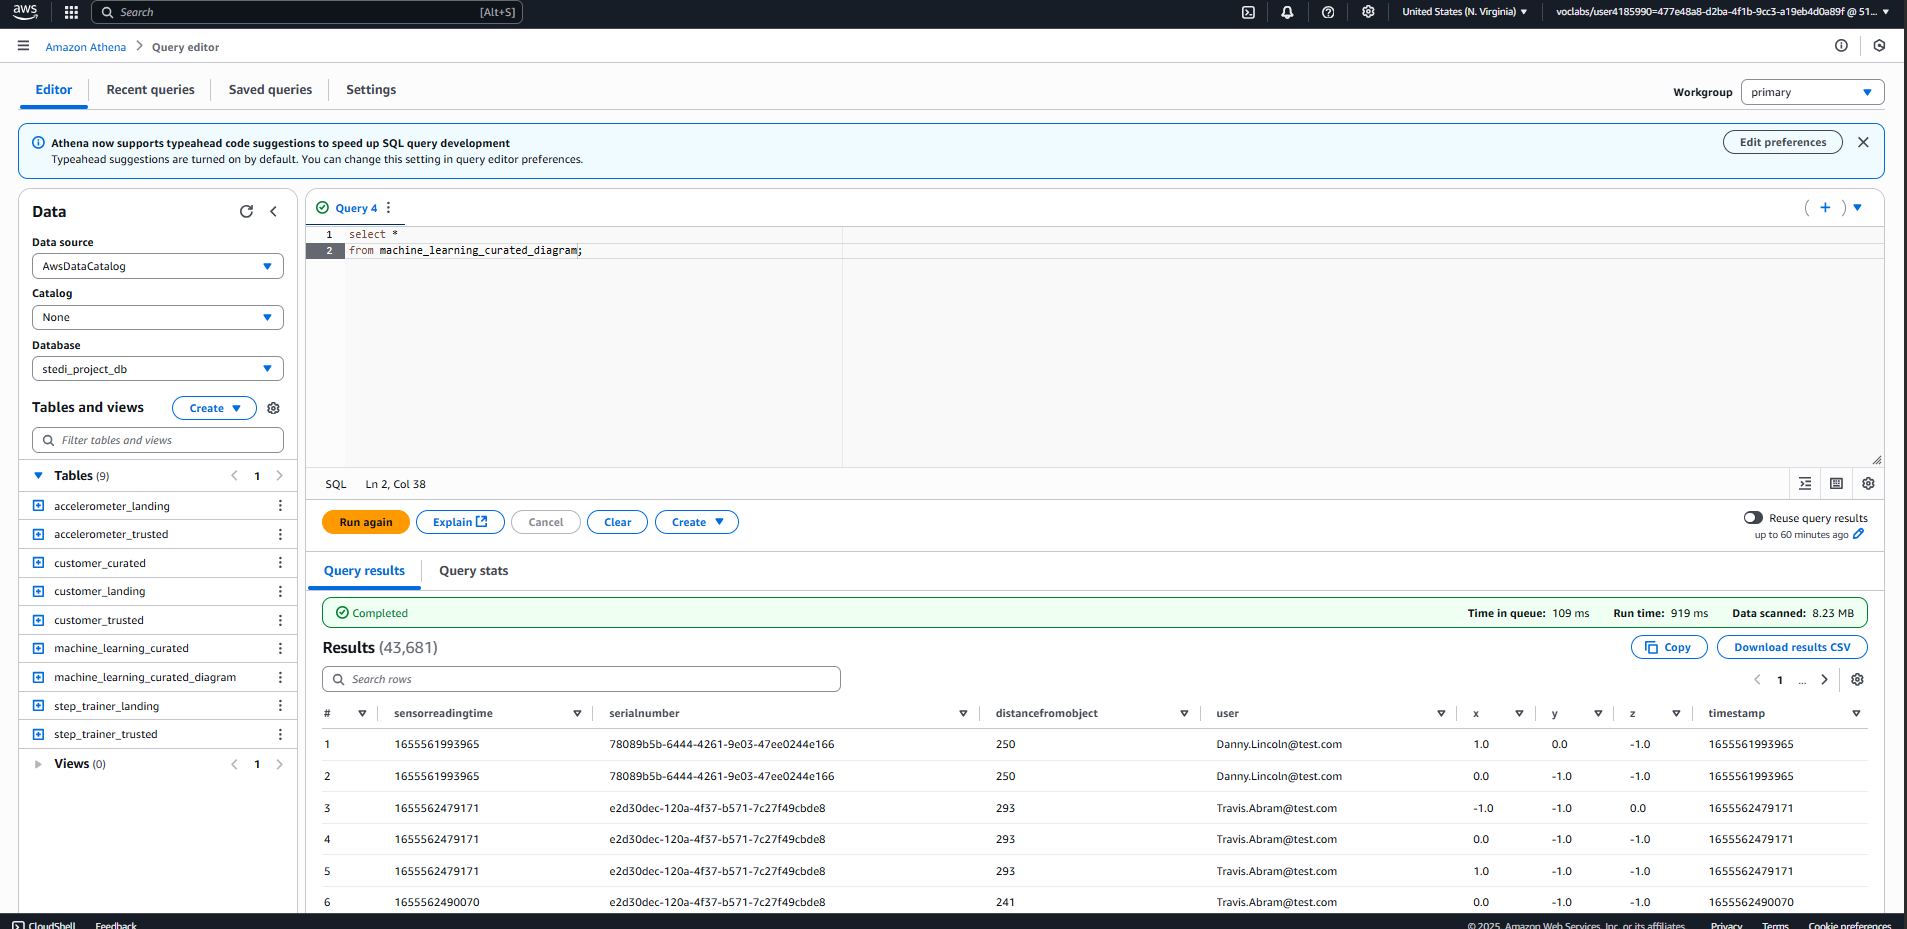 aws
Search [Alt+S]
United States (N. Virginia)
voclabs/user4185990=477e48a8-d2ba-4f1b-9cc3-a19eb4d0a89f @ 51...
Amazon Athena > Query editor
Editor Recent queries Saved queries Settings
Workgroup primary
Athena now supports typeahead code suggestions to speed up SQL query development
Typeahead suggestions are turned on by default. You can change this setting in query editor preferences.
Edit preferences
Data
Data source
AwsDataCatalog
Catalog
None
Database
stedi_project_db
Tables and views Create
Filter tables and views
Tables (9) 1
accelerometer_landing
accelerometer_trusted
customer_curated
customer_landing
customer_trusted
machine_learning_curated
machine_learning_curated_diagram
step_trainer_landing
step_trainer_trusted
Views (0) 1
Query 4
1 select *
2 from machine_learning_curated_diagram;
SQL Ln 2, Col 38
Run again Explain Cancel Clear Create
Reuse query results
up to 60 minutes ago
Query results Query stats
Completed Time in queue: 109 ms Run time: 919 ms Data scanned: 8.23 MB
Results (43,681) Copy Download results CSV
Search rows 1 ...
# sensorreadingtime serialnumber distancefromobject user x y z timestamp
1 1655561993965 78089b5b-6444-4261-9e03-47ee0244e166 250 Danny.Lincoln@test.com 1.0 0.0 -1.0 1655561993965
2 1655561993965 78089b5b-6444-4261-9e03-47ee0244e166 250 Danny.Lincoln@test.com 0.0 -1.0 -1.0 1655561993965
3 1655562479171 e2d30dec-120a-4f37-b571-7c27f49cbde8 293 Travis.Abram@test.com -1.0 -1.0 0.0 1655562479171
4 1655562479171 e2d30dec-120a-4f37-b571-7c27f49cbde8 293 Travis.Abram@test.com 0.0 -1.0 -1.0 1655562479171
5 1655562479171 e2d30dec-120a-4f37-b571-7c27f49cbde8 293 Travis.Abram@test.com 1.0 -1.0 -1.0 1655562479171
6 1655562490070 e2d30dec-120a-4f37-b571-7c27f49cbde8 241 Travis.Abram@test.com 0.0 -1.0 -1.0 1655562490070
CloudShell Feedback © 2025, Amazon Web Services, Inc. or its affiliates. Privacy Terms Cookie preferences